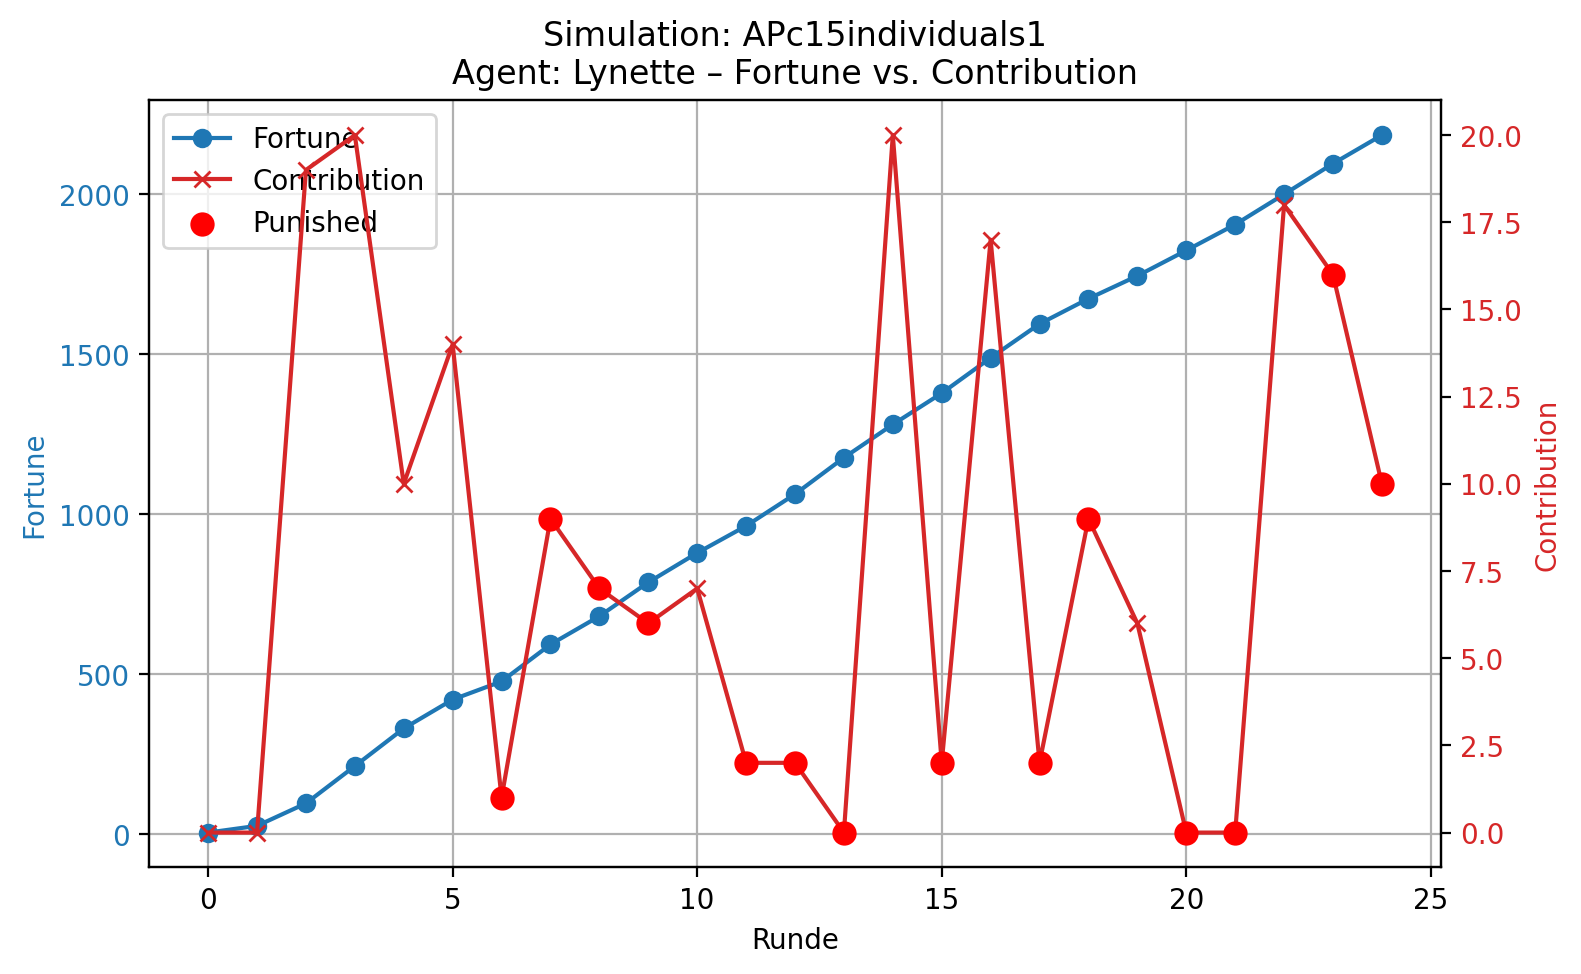 Simulation: APc15individuals1
Agent: Lynette – Fortune vs. Contribution
Fortune
Contribution
Punished
2000
1500
1000
500
0
Fortune
20.0
17.5
15.0
12.5
10.0
7.5
5.0
2.5
0.0
Contribution
0 5 10 15 20 25
Runde